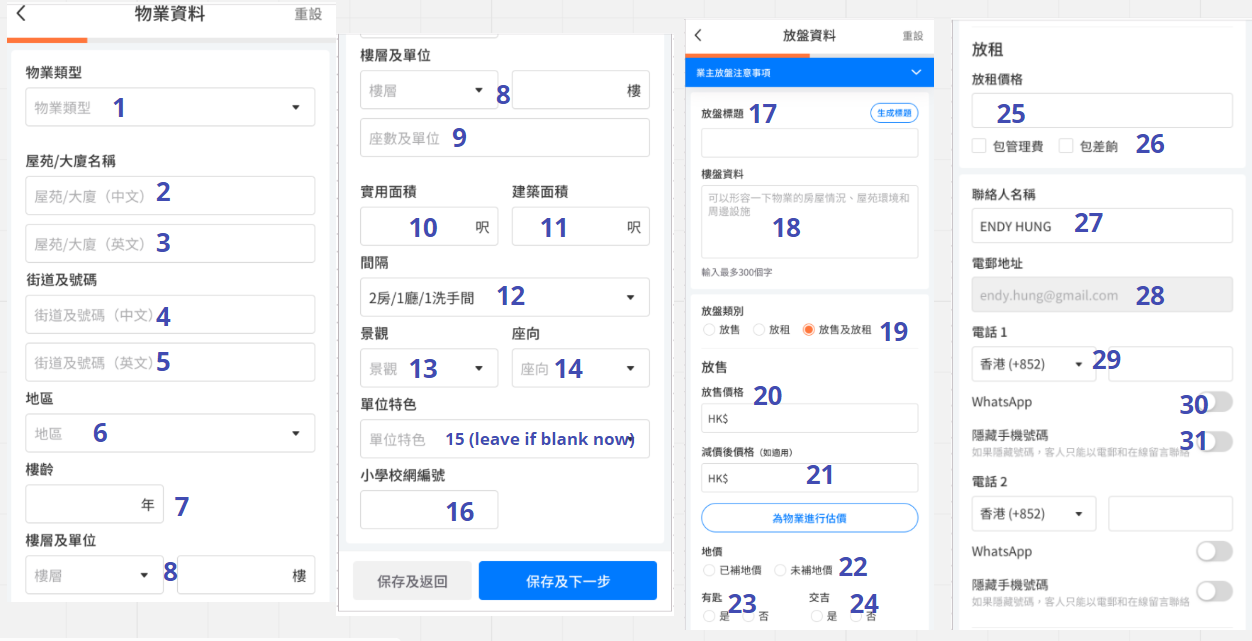 物業資料
重設
物業類型
物業類型 1
屋苑/大廈名稱
屋苑/大廈（中文） 2
屋苑/大廈（英文） 3
街道及號碼
街道及號碼（中文） 4
街道及號碼（英文） 5
地區
地區 6
樓齡
年 7
樓層及單位
樓層 8 樓
樓層及單位
樓層 8 樓
座數及單位 9
實用面積 建築面積
10 呎 11 呎
間隔
2房/1廳/1洗手間 12
景觀 座向
景觀 13 座向 14
單位特色
單位特色 15 (leave if blank now)
小學校網編號
16
保存及返回 保存及下一步
放盤資料
重設
業主放盤注意事項
放盤標題 17 生成標題
樓盤資料
可以形容一下物業的房屋情況、屋苑環境和
周邊設施
18
輸入最多300個字
放盤類別
放售 放租 放售及放租 19
放售
放售價格 20
HK$
減價後價格（如適用）
HK$ 21
為物業進行估價
地價
已補地價 未補地價 22
有匙 23 交吉 24
是 否 是 否
放租
放租價格
25
包管理費 包差餉 26
聯絡人名稱
ENDY HUNG 27
電郵地址
endy.hung@gmail.com 28
電話 1
香港 (+852) 29
WhatsApp 30
隱藏手機號碼 31
如果隱藏號碼，客人只能以電郵和在線留言聯絡
電話 2
香港 (+852)
WhatsApp
隱藏手機號碼
如果隱藏號碼，客人只能以電郵和在線留言聯絡